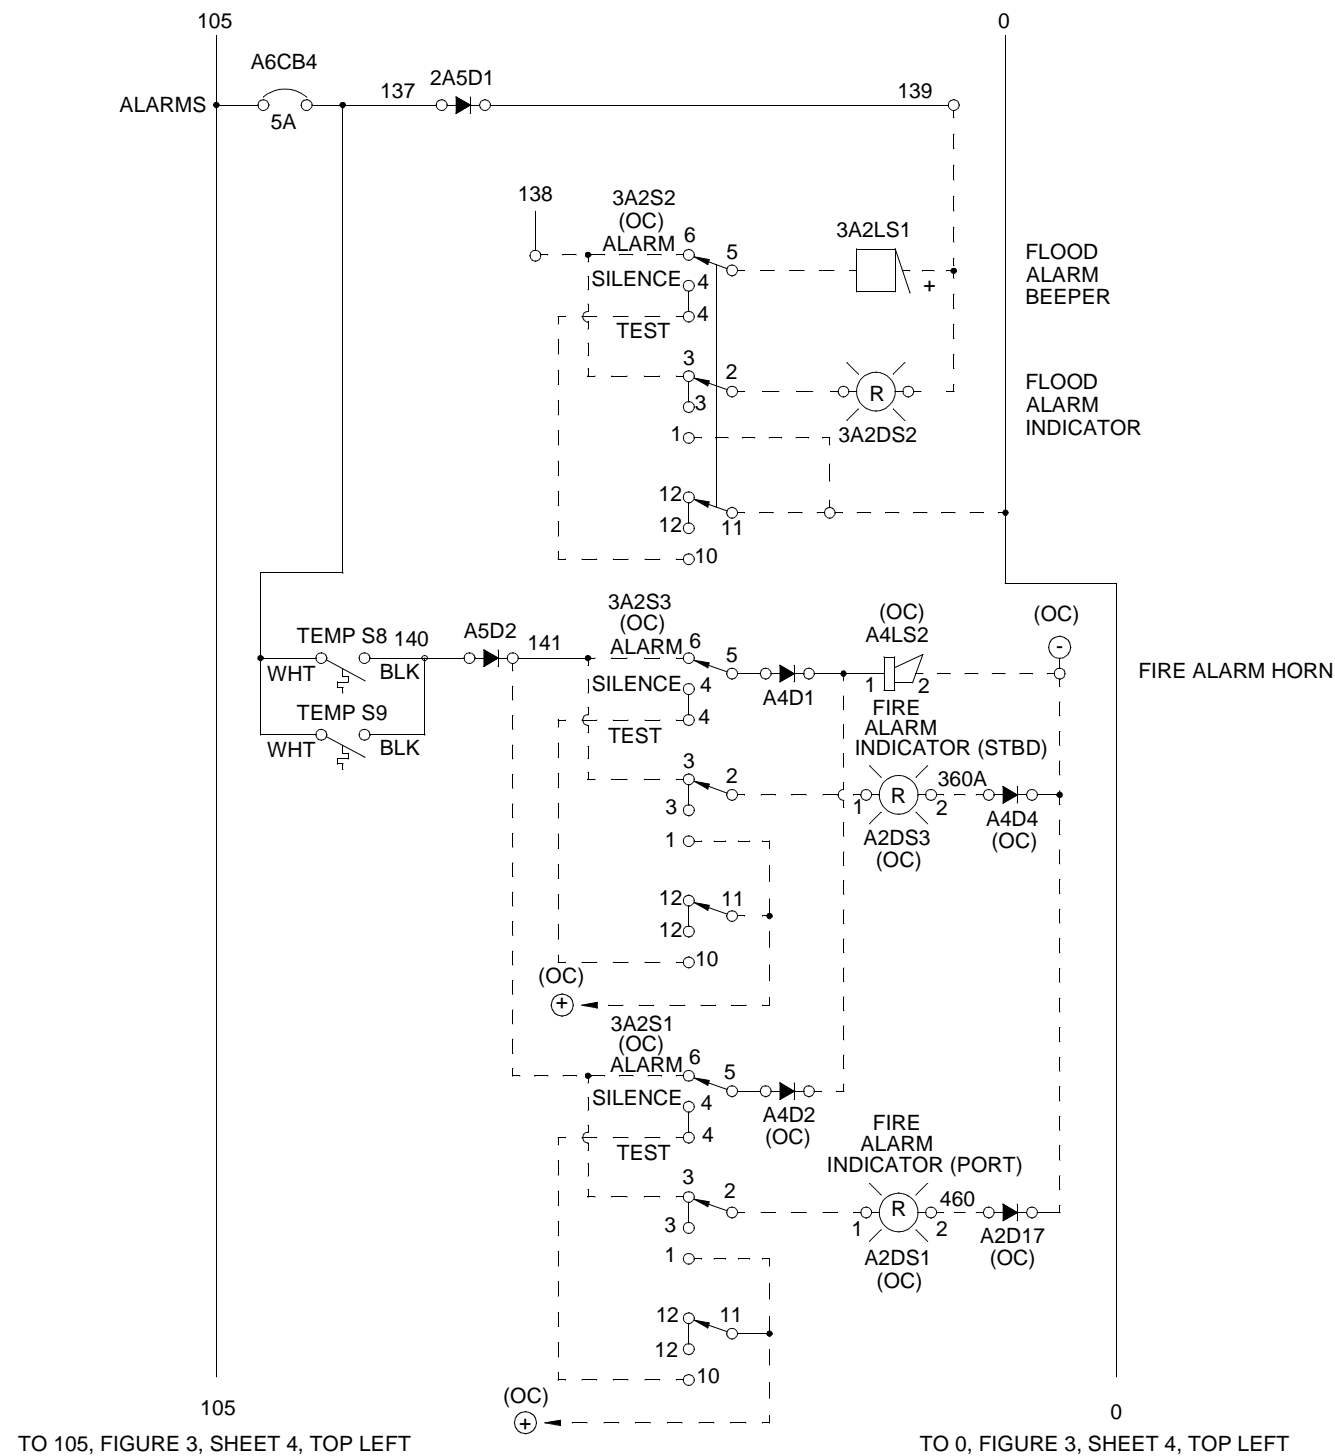 105
0
A6CB4
2A5D1
137
139
ALARMS
5A
138
3A2S2
(OC)
ALARM
6
5
3A2LS1
+
FLOOD
ALARM
BEEPER
SILENCE
4
4
TEST
3
2
3
R
3A2DS2
FLOOD
ALARM
INDICATOR
1
12
12
11
10
3A2S3
(OC)
ALARM
6
5
(OC)
A4LS2
(OC)
-
TEMP S8
140
A5D2
141
WHT
BLK
A4D1
1
2
FIRE ALARM HORN
SILENCE
4
4
TEST
TEMP S9
WHT
BLK
FIRE
ALARM
INDICATOR (STBD)
3
2
3
1
R
2
360A
A4D4
(OC)
A2DS3
(OC)
1
12
11
12
10
(OC)
+
3A2S1
(OC)
ALARM
6
5
SILENCE
4
4
TEST
A4D2
(OC)
FIRE
ALARM
INDICATOR (PORT)
3
2
3
1
R
2
460
A2D17
(OC)
A2DS1
(OC)
1
12
11
12
10
(OC)
+
105
0
TO 105, FIGURE 3, SHEET 4, TOP LEFT
TO 0, FIGURE 3, SHEET 4, TOP LEFT